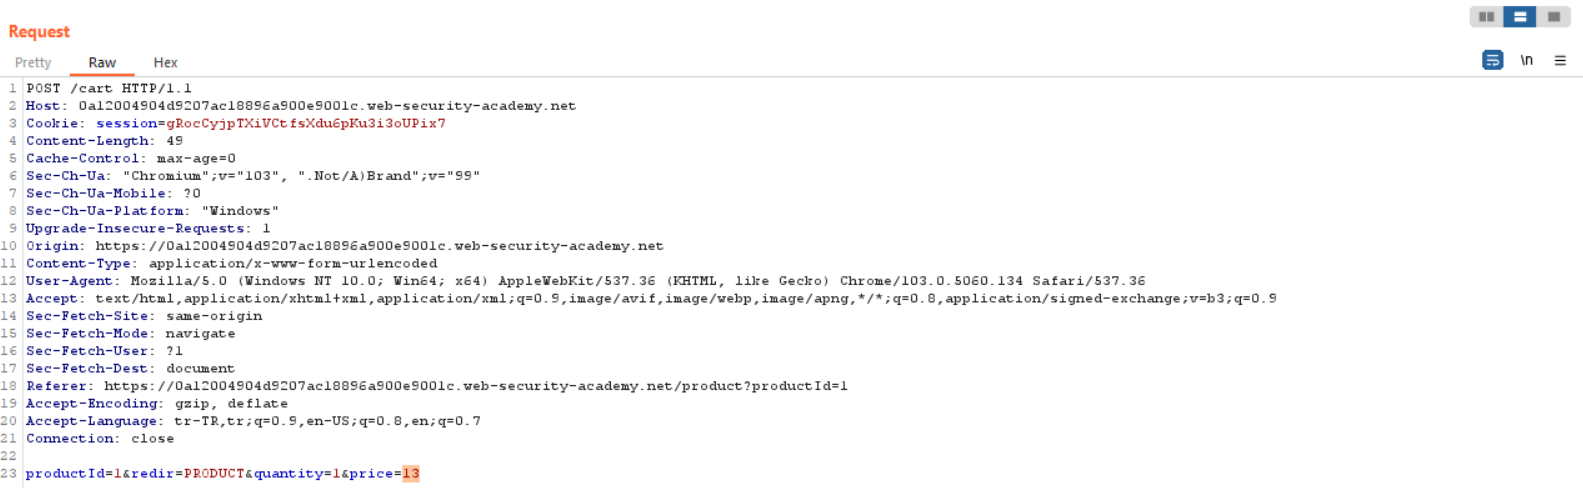 Request
Pretty Raw Hex
\n
1 POST /cart HTTP/1.1
2 Host: 0a12004904d9207ac18896a900e9001c.web-security-academy.net
3 Cookie: session=gRocCyjpTXiVCtfsXdu6pKu3i3oUPix7
4 Content-Length: 49
5 Cache-Control: max-age=0
6 Sec-Ch-Ua: "Chromium";v="103", ".Not/A)Brand";v="99"
7 Sec-Ch-Ua-Mobile: ?0
8 Sec-Ch-Ua-Platform: "Windows"
9 Upgrade-Insecure-Requests: 1
10 Origin: https://0a12004904d9207ac18896a900e9001c.web-security-academy.net
11 Content-Type: application/x-www-form-urlencoded
12 User-Agent: Mozilla/5.0 (Windows NT 10.0; Win64; x64) AppleWebKit/537.36 (KHTML, like Gecko) Chrome/103.0.5060.134 Safari/537.36
13 Accept: text/html,application/xhtml+xml,application/xml;q=0.9,image/avif,image/webp,image/apng,*/*;q=0.8,application/signed-exchange;v=b3;q=0.9
14 Sec-Fetch-Site: same-origin
15 Sec-Fetch-Mode: navigate
16 Sec-Fetch-User: ?1
17 Sec-Fetch-Dest: document
18 Referer: https://0a12004904d9207ac18896a900e9001c.web-security-academy.net/product?productId=1
19 Accept-Encoding: gzip, deflate
20 Accept-Language: tr-TR,tr;q=0.9,en-US;q=0.8,en;q=0.7
21 Connection: close
22
23 productId=1&redir=PRODUCT&quantity=1&price=13